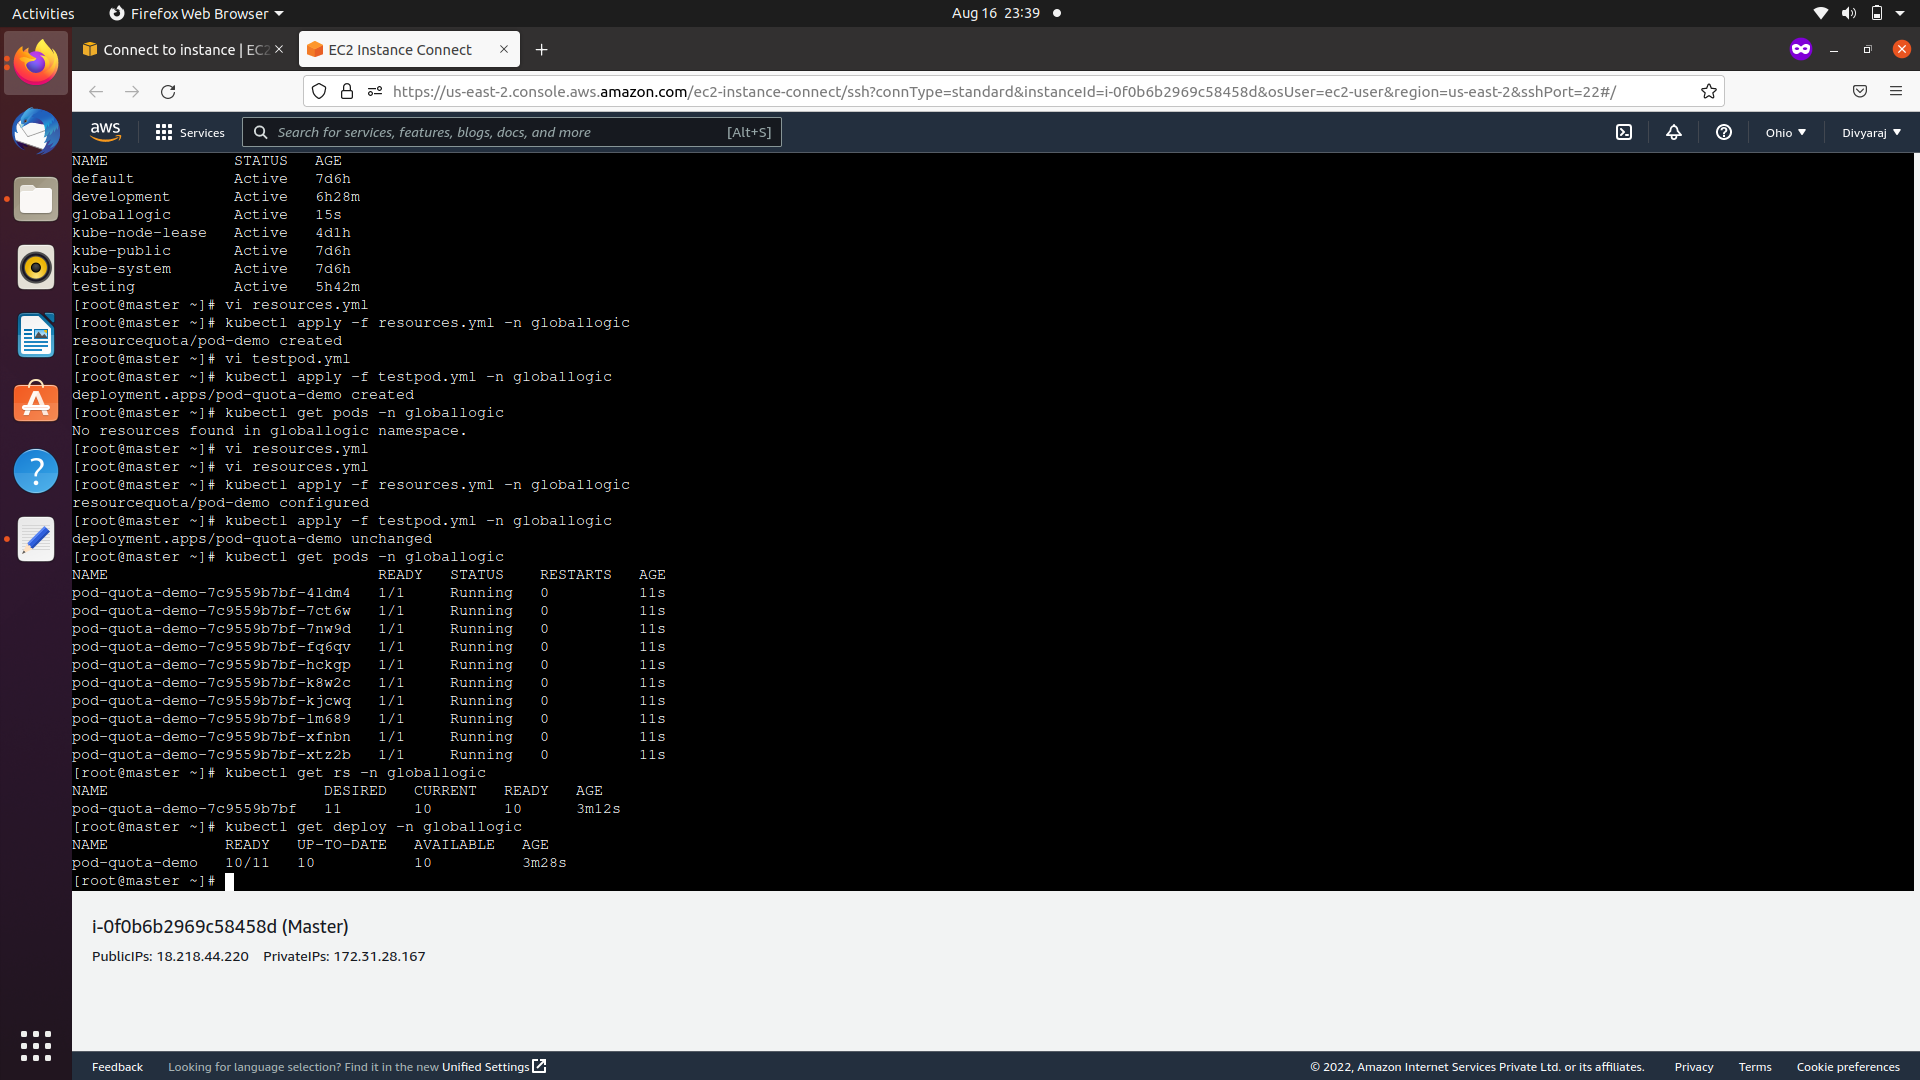 Activities
Firefox Web Browser
Aug 16 23:39
Connect to instance | EC2
EC2 Instance Connect
https://us-east-2.console.aws.amazon.com/ec2-instance-connect/ssh?connType=standard&instanceId=i-0f0b6b2969c58458d&osUser=ec2-user&region=us-east-2&sshPort=22#/
aws
Services
Search for services, features, blogs, docs, and more
[Alt+S]
Ohio
Divyaraj
NAME STATUS AGE
default Active 7d6h
development Active 6h28m
globallogic Active 15s
kube-node-lease Active 4d1h
kube-public Active 7d6h
kube-system Active 7d6h
testing Active 5h42m
[root@master ~]# vi resources.yml
[root@master ~]# kubectl apply -f resources.yml -n globallogic
resourcequota/pod-demo created
[root@master ~]# vi testpod.yml
[root@master ~]# kubectl apply -f testpod.yml -n globallogic
deployment.apps/pod-quota-demo created
[root@master ~]# kubectl get pods -n globallogic
No resources found in globallogic namespace.
[root@master ~]# vi resources.yml
[root@master ~]# vi resources.yml
[root@master ~]# kubectl apply -f resources.yml -n globallogic
resourcequota/pod-demo configured
[root@master ~]# kubectl apply -f testpod.yml -n globallogic
deployment.apps/pod-quota-demo unchanged
[root@master ~]# kubectl get pods -n globallogic
NAME READY STATUS RESTARTS AGE
pod-quota-demo-7c9559b7bf-4ldm4 1/1 Running 0 11s
pod-quota-demo-7c9559b7bf-7ct6w 1/1 Running 0 11s
pod-quota-demo-7c9559b7bf-7nw9d 1/1 Running 0 11s
pod-quota-demo-7c9559b7bf-fq6qv 1/1 Running 0 11s
pod-quota-demo-7c9559b7bf-hckgp 1/1 Running 0 11s
pod-quota-demo-7c9559b7bf-k8w2c 1/1 Running 0 11s
pod-quota-demo-7c9559b7bf-kjcwq 1/1 Running 0 11s
pod-quota-demo-7c9559b7bf-lm689 1/1 Running 0 11s
pod-quota-demo-7c9559b7bf-xfnbn 1/1 Running 0 11s
pod-quota-demo-7c9559b7bf-xtz2b 1/1 Running 0 11s
[root@master ~]# kubectl get rs -n globallogic
NAME DESIRED CURRENT READY AGE
pod-quota-demo-7c9559b7bf 11 10 10 3m12s
[root@master ~]# kubectl get deploy -n globallogic
NAME READY UP-TO-DATE AVAILABLE AGE
pod-quota-demo 10/11 10 10 3m28s
[root@master ~]#
i-0f0b6b2969c58458d (Master)
PublicIPs: 18.218.44.220 PrivateIPs: 172.31.28.167
Feedback
Looking for language selection? Find it in the new Unified Settings
© 2022, Amazon Internet Services Private Ltd. or its affiliates.
Privacy
Terms
Cookie preferences